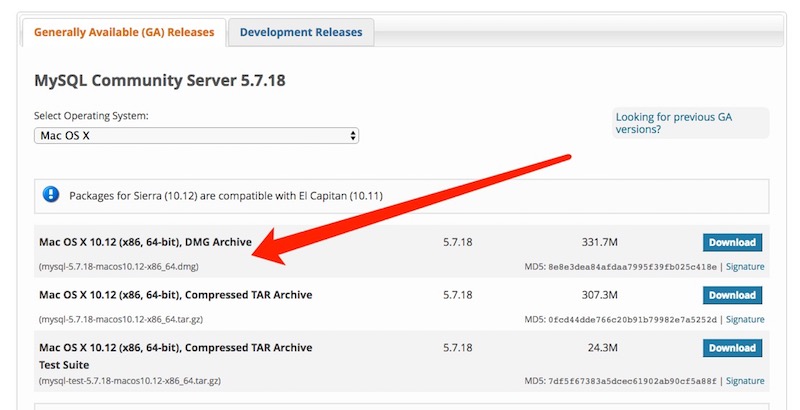 Generally Available (GA) Releases
Development Releases
MySQL Community Server 5.7.18
Select Operating System:
Mac OS X
Looking for previous GA
versions?
Packages for Sierra (10.12) are compatible with El Capitan (10.11)
Mac OS X 10.12 (x86, 64-bit), DMG Archive 5.7.18 331.7M Download
(mysql-5.7.18-macos10.12-x86_64.dmg) MD5: 8e8e3dea84afdaa7995f39fb025c418e | Signature
Mac OS X 10.12 (x86, 64-bit), Compressed TAR Archive 5.7.18 307.3M Download
(mysql-5.7.18-macos10.12-x86_64.tar.gz) MD5: 0fcd44dde766c20b91b79982e7a5252d | Signature
Mac OS X 10.12 (x86, 64-bit), Compressed TAR Archive 5.7.18 24.3M Download
Test Suite
(mysql-test-5.7.18-macos10.12-x86_64.tar.gz) MD5: 7df5f67383a5dcec61902ab90cf5a88f | Signature